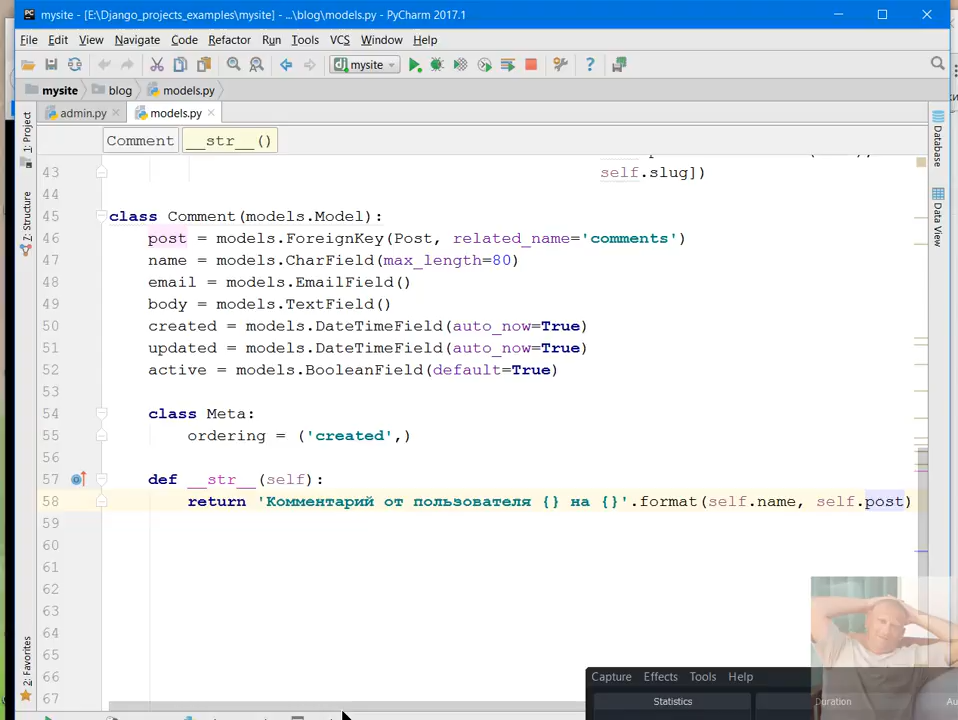 mysite - [E:\Django_projects_examples\mysite] - ...\blog\models.py - PyCharm 2017.1
File Edit View Navigate Code Refactor Run Tools VCS Window Help
mysite
mysite blog models.py
admin.py models.py
1: Project
Z: Structure
2: Favorites
Database
Data View
Comment __str__()
43 self.slug])
44
45 class Comment(models.Model):
46 post = models.ForeignKey(Post, related_name='comments')
47 name = models.CharField(max_length=80)
48 email = models.EmailField()
49 body = models.TextField()
50 created = models.DateTimeField(auto_now=True)
51 updated = models.DateTimeField(auto_now=True)
52 active = models.BooleanField(default=True)
53
54 class Meta:
55 ordering = ('created',)
56
57 def __str__(self):
58 return 'Комментарий от пользователя {} на {}'.format(self.name, self.post)
59
60
61
62
63
64
65
66
67
Capture Effects Tools Help
Statistics
Duration